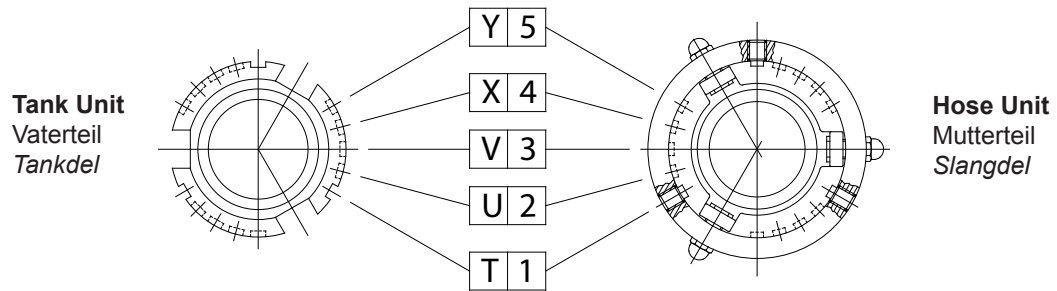 Tank Unit
Vaterteil
Tankdel
Y 5
X 4
V 3
U 2
T 1
Hose Unit
Mutterteil
Slangdel